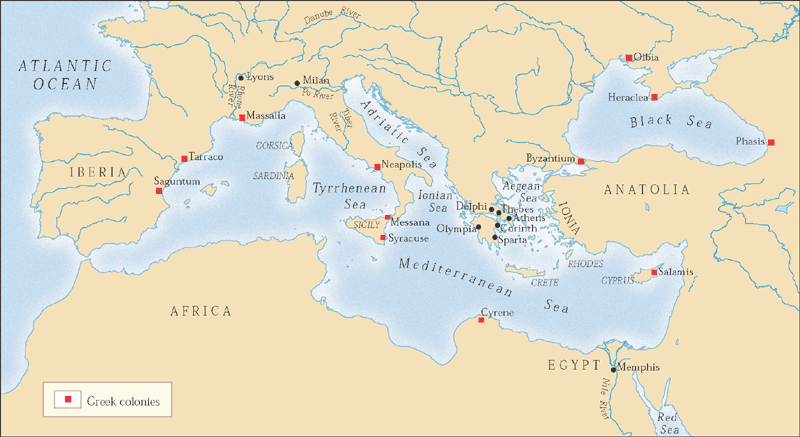 Danube River
ATLANTIC
OCEAN
Lyons
Milan
Po River
Rhone
River
Tiber
River
Adriatic Sea
Olbia
Heraclea
Black Sea
Phasis
Massalia
CORSICA
Tarraco
IBERIA
Saguntum
SARDINIA
Neapolis
Tyrrhenean
Sea
Ionian
Sea
Byzantium
Aegean
Sea
ANATOLIA
Delphi
Thebes
Athens
Corinth
Olympia
Sparta
IONIA
Messana
SICILY
Syracuse
Mediterranean
Sea
RHODES
CRETE
CYPRUS
Salamis
AFRICA
Cyrene
EGYPT
Memphis
Nile River
Red
Sea
Greek colonies